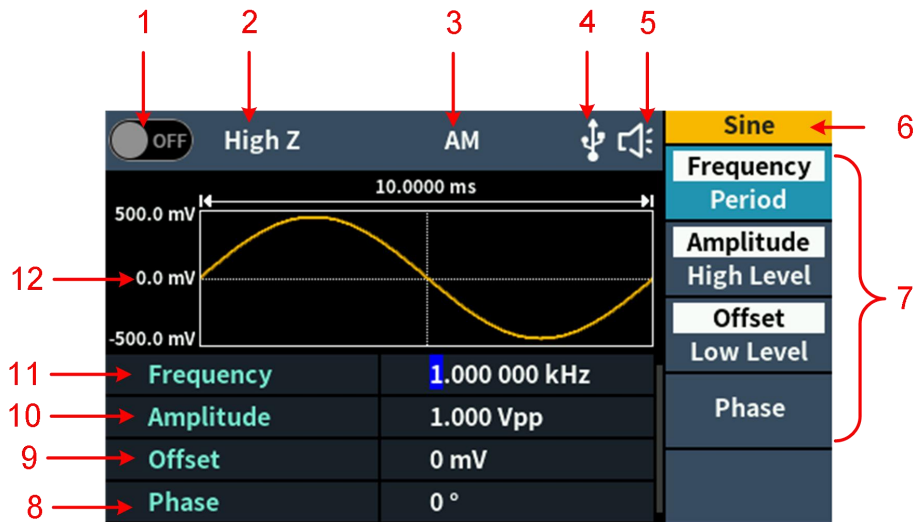 1 2 3 4 5
OFF High Z AM Sine 6
Frequency
Period
Amplitude
High Level
Offset
Low Level
Phase
7
10.0000 ms
500.0 mV
12 0.0 mV
-500.0 mV
11 Frequency 1.000 000 kHz
10 Amplitude 1.000 Vpp
9 Offset 0 mV
8 Phase 0 °